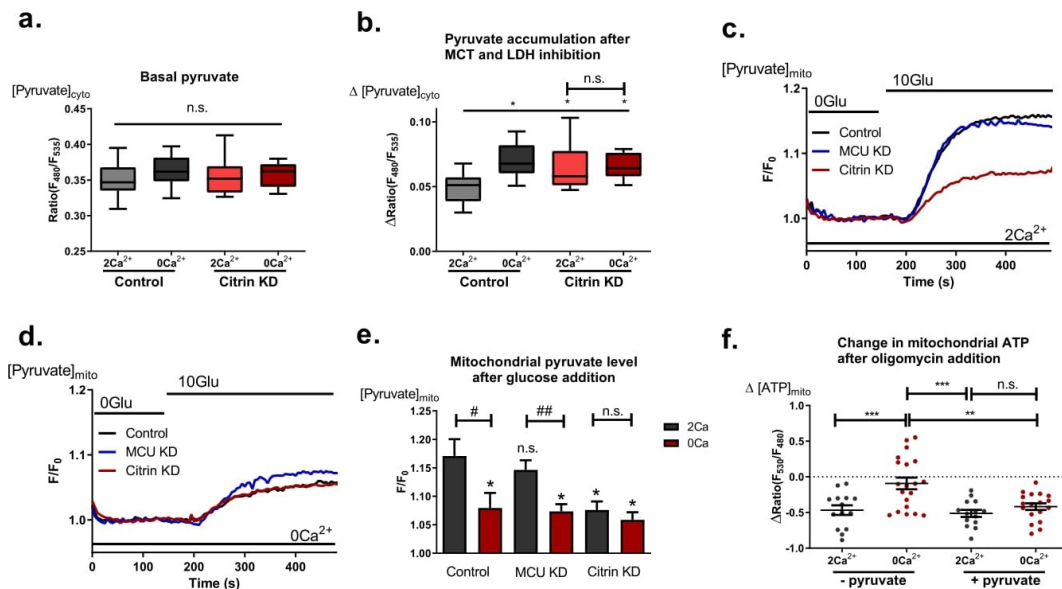 a.
Basal pyruvate
[Pyruvate]cyto
n.s.
Ratio(F480/F535)
0.45
0.40
0.35
0.30
0.25
2Ca2+ 0Ca2+ 2Ca2+ 0Ca2+
Control Citrin KD
b.
Pyruvate accumulation after
MCT and LDH inhibition
Δ [Pyruvate]cyto
n.s.
* * *
ΔRatio(F480/F535)
0.10
0.05
0.00
2Ca2+ 0Ca2+ 2Ca2+ 0Ca2+
Control Citrin KD
c.
[Pyruvate]mito
10Glu
0Glu
Control
MCU KD
Citrin KD
F/F0
1.2
1.1
1.0
2Ca2+
0 100 200 300 400
Time (s)
d.
[Pyruvate]mito
10Glu
0Glu
Control
MCU KD
Citrin KD
F/F0
1.2
1.1
1.0
0Ca2+
0 100 200 300 400
Time (s)
e.
Mitochondrial pyruvate level
after glucose addition
[Pyruvate]mito
# ## n.s.
2Ca
0Ca
n.s.
* * * *
F/F0
1.25
1.20
1.15
1.10
1.05
1.00
Control MCU KD Citrin KD
f.
Change in mitochondrial ATP
after oligomycin addition
Δ [ATP]mito
*** n.s.
*** **
ΔRatio(F530/F480)
1.0
0.5
0.0
-0.5
-1.0
2Ca2+ 0Ca2+ 2Ca2+ 0Ca2+
- pyruvate + pyruvate